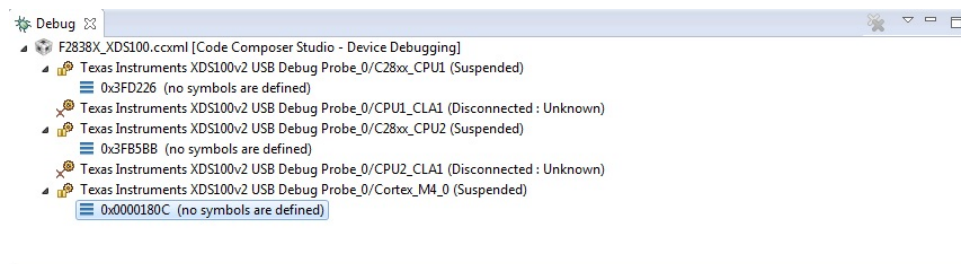 Debug
F2838X_XDS100.ccxml [Code Composer Studio - Device Debugging]
Texas Instruments XDS100v2 USB Debug Probe_0/C28xx_CPU1 (Suspended)
0x3FD226 (no symbols are defined)
Texas Instruments XDS100v2 USB Debug Probe_0/CPU1_CLA1 (Disconnected : Unknown)
Texas Instruments XDS100v2 USB Debug Probe_0/C28xx_CPU2 (Suspended)
0x3FB5BB (no symbols are defined)
Texas Instruments XDS100v2 USB Debug Probe_0/CPU2_CLA1 (Disconnected : Unknown)
Texas Instruments XDS100v2 USB Debug Probe_0/Cortex_M4_0 (Suspended)
0x0000180C (no symbols are defined)